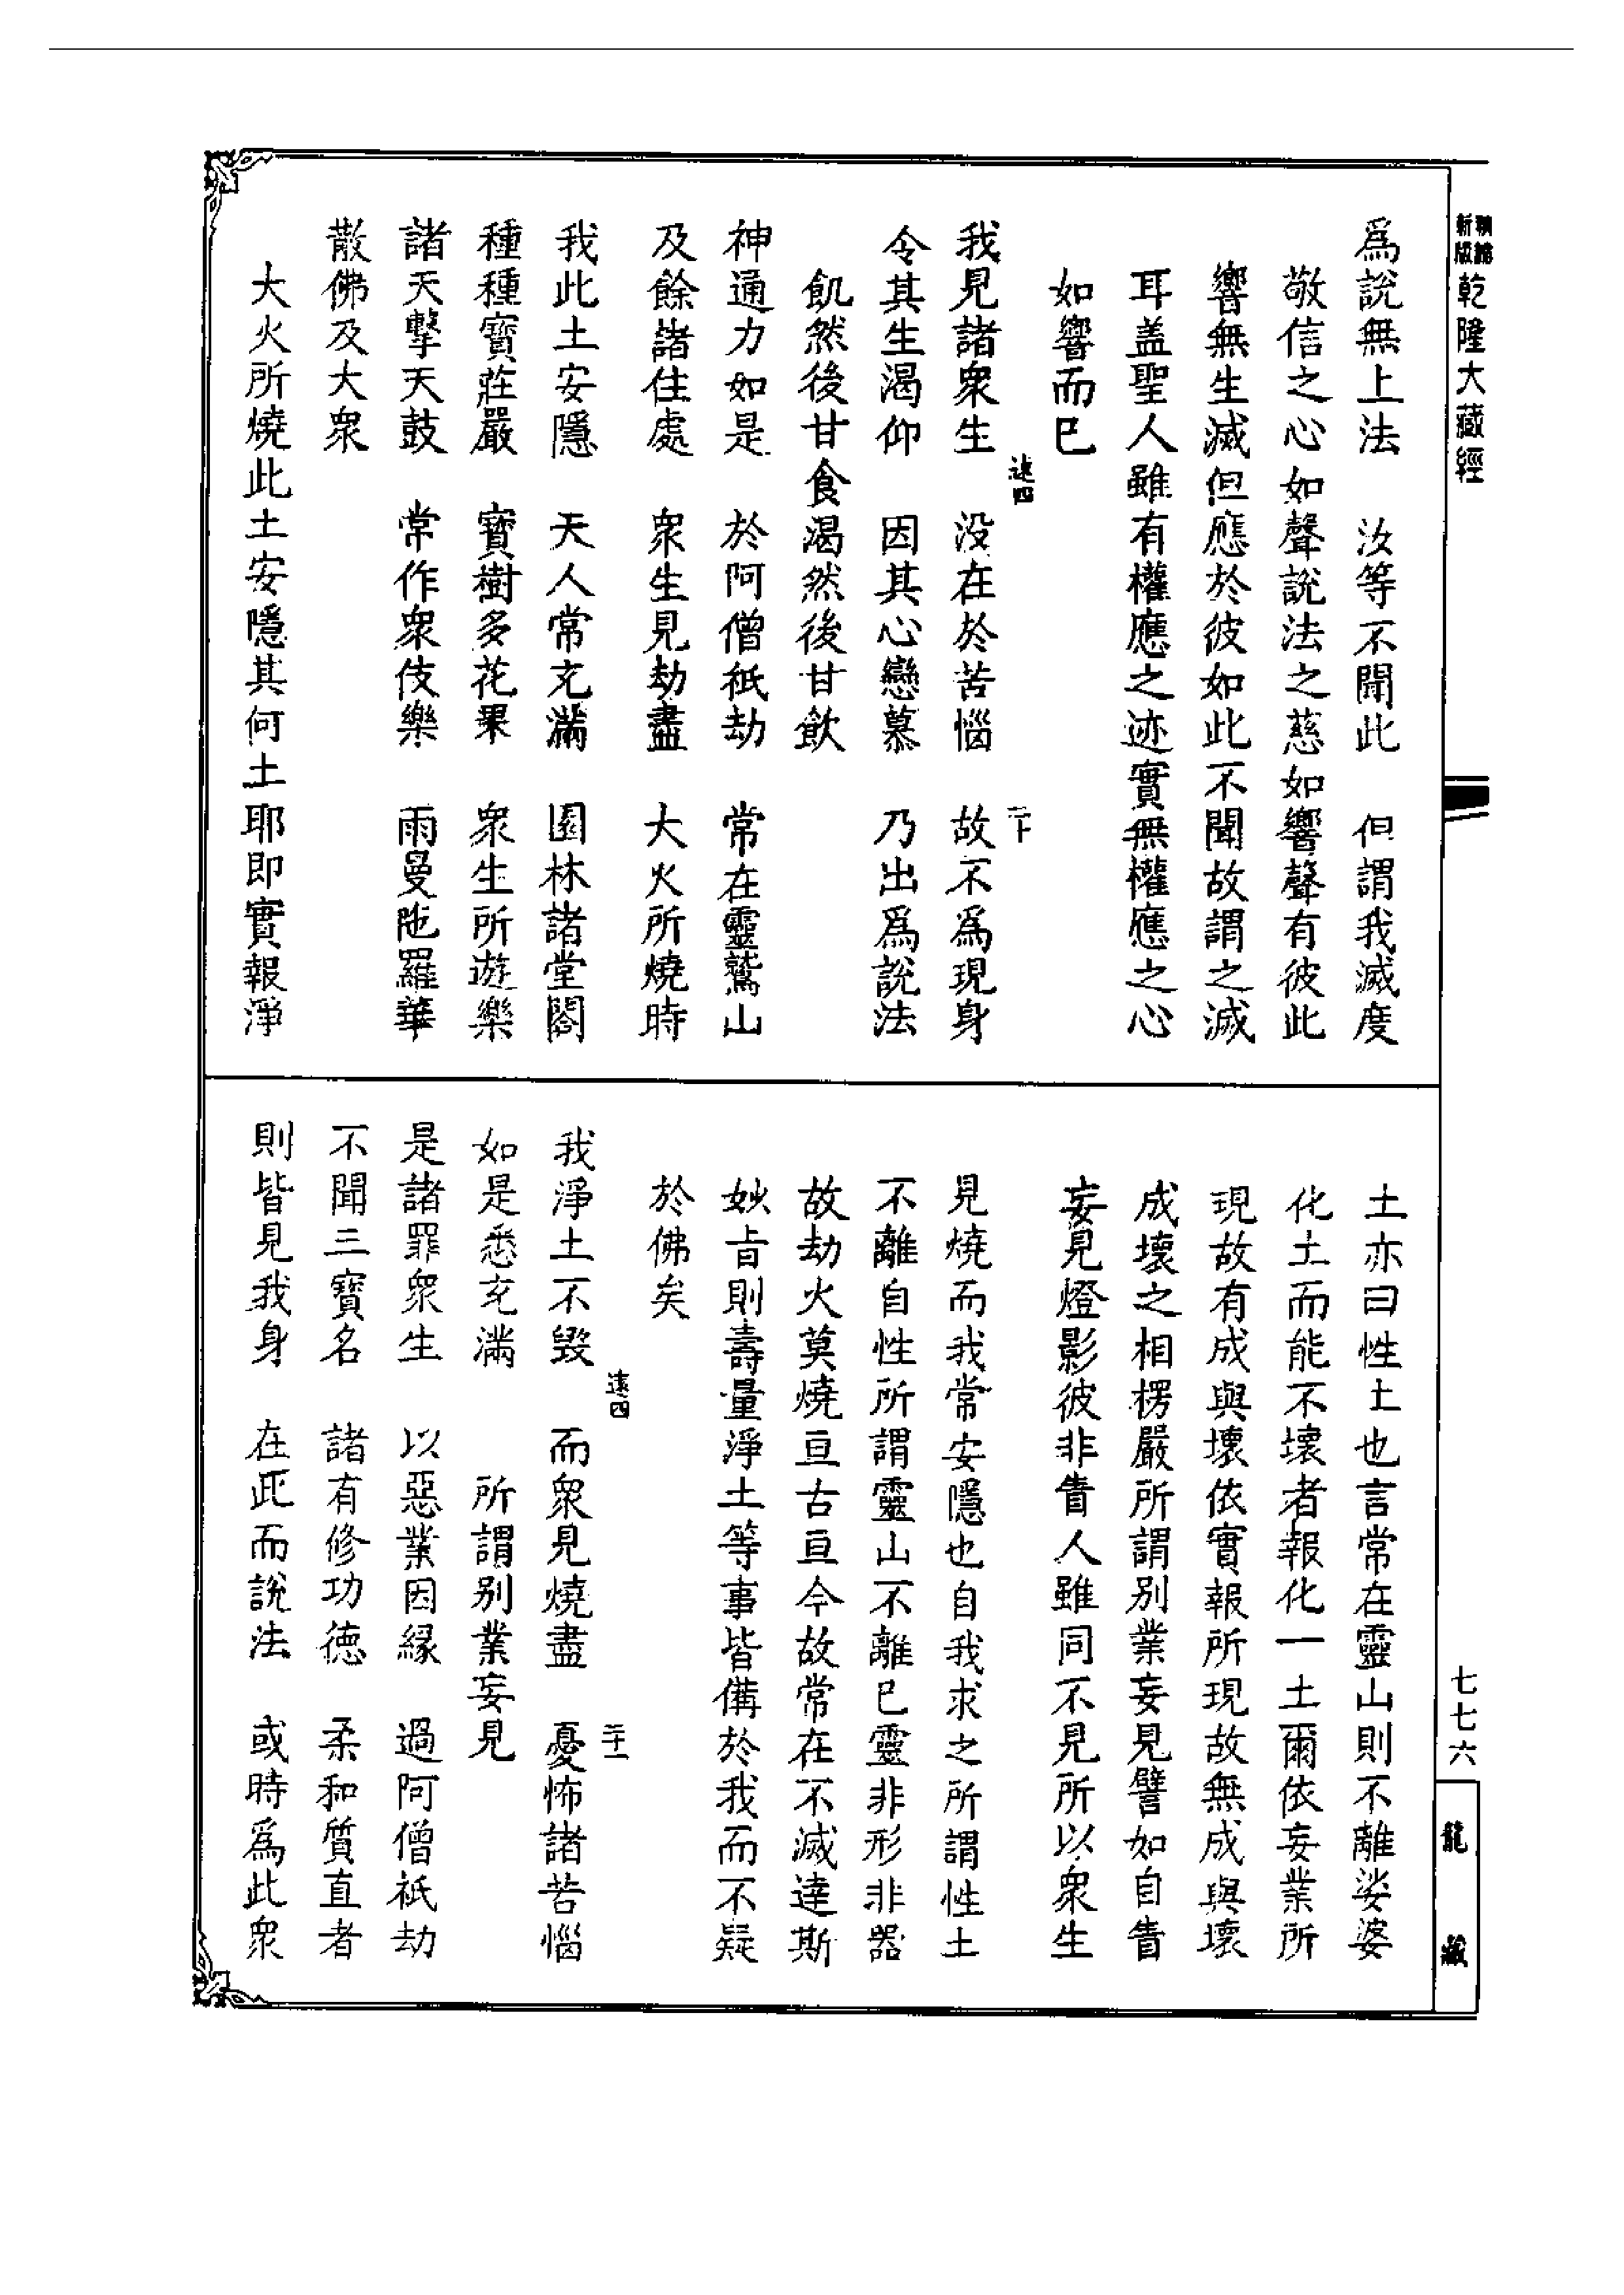 新版
乾隆大藏經
爲說無上法　汝等不聞此　但謂我滅度
敬信之心如聲說法之慈如響聲有彼此
響無生滅但應於彼如此不聞故謂之滅
耳盖聖人雖有權應之迹實無權應之心
如響而已
遠四　二十
我見諸衆生　没在於苦惱　故不爲現身
令其生渴仰　因其心戀慕　乃出爲說法
飢然後甘食渴然後甘飲
神通力如是　於阿僧祇劫　常在靈鷲山
及餘諸住處　衆生見劫盡　大火所燒時
我此土安隱　天人常充滿　園林諸堂閣
種種寶莊嚴　寶樹多花果　衆生所遊樂
諸天擊天鼓　常作衆伎樂　雨曼陁羅華
散佛及大衆
大火所燒此土安隱其何土耶即實報淨
土亦曰性土也言常在靈山則不離娑婆
化土而能不壞者報化一土爾依妄業所
現故有成與壞依實報所現故無成與壞
成壞之相楞嚴所謂别業妄見譬如自眚
妄見燈影彼非眚人雖同不見所以衆生
見燒而我常安隱也自我求之所謂性土
不離自性所謂靈山不離已靈非形非器
故劫火莫燒亘古亘今故常在不滅達斯
妙旨則壽量淨土等事皆備於我而不疑
於佛矣
遠四　二十一
我淨土不毀　而衆見燒盡　憂怖諸苦惱
如是悉充滿　所謂别業妄見
是諸罪衆生　以惡業因緣　過阿僧祇劫
不聞三寶名　諸有修功德　柔和質直者
則皆見我身　在此而說法　或時爲此衆
七七六
龍藏